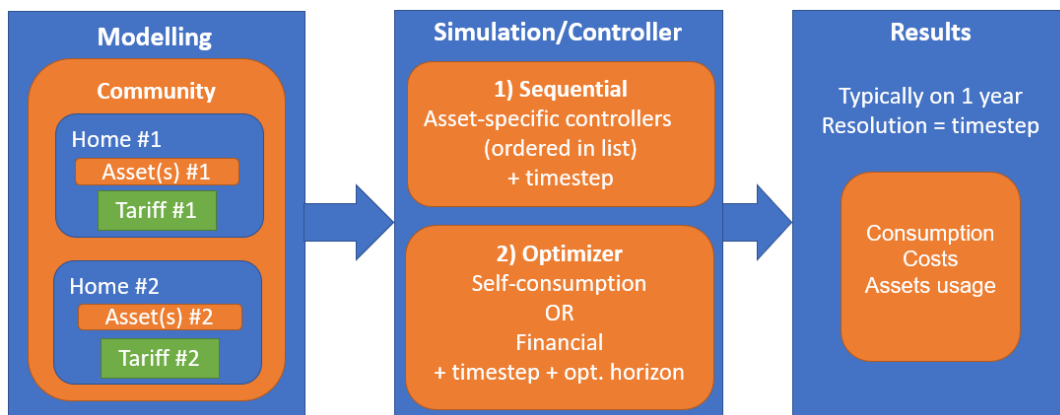 Modelling
Community
Home #1
Asset(s) #1
Tariff #1
Home #2
Asset(s) #2
Tariff #2
Simulation/Controller
1) Sequential
Asset-specific controllers
(ordered in list)
+ timestep
2) Optimizer
Self-consumption
OR
Financial
+ timestep + opt. horizon
Results
Typically on 1 year
Resolution = timestep
Consumption
Costs
Assets usage